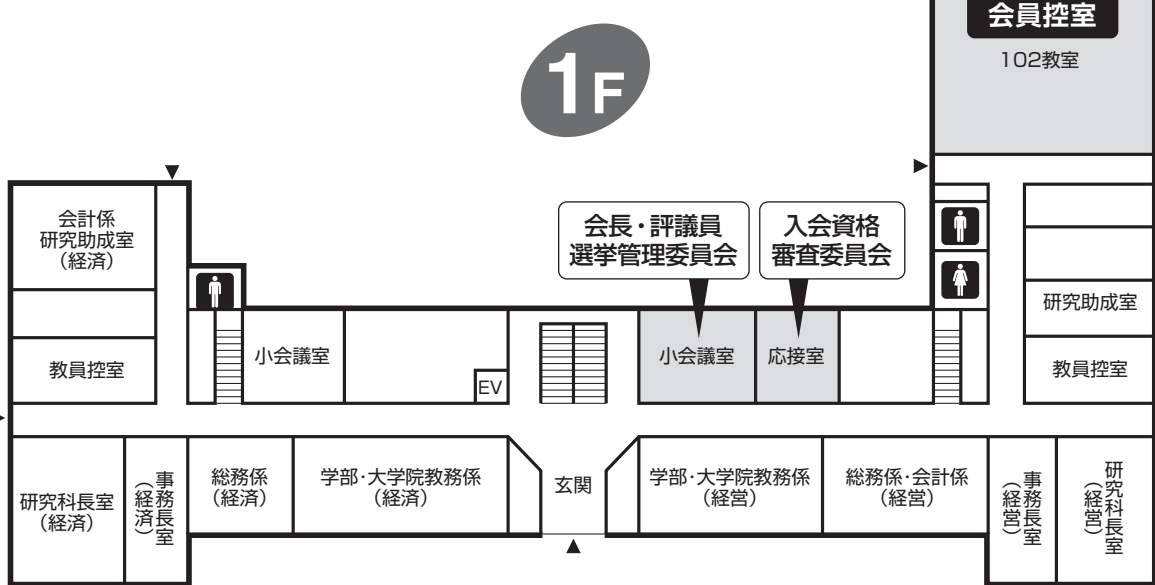 会員控室
102教室
1F
会計係
研究助成室
（経済）
会長・評議員
選挙管理委員会
入会資格
審査委員会
研究助成室
教員控室
小会議室
EV
小会議室
応接室
教員控室
研究科長室
（経済）
事務長室
（経済）
総務係
（経済）
学部・大学院教務係
（経済）
玄関
学部・大学院教務係
（経営）
総務係・会計係
（経営）
事務長室
（経営）
研究科長室
（経営）